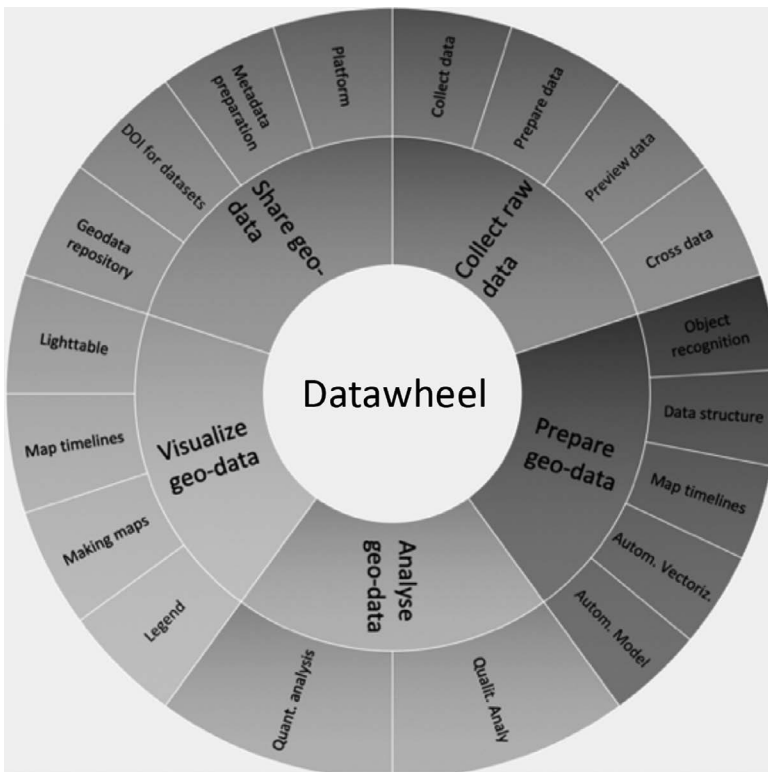 Datawheel
Collect raw
data
Collect data
Prepare data
Preview data
Cross data
Prepare
geo-data
Object
recognition
Data structure
Map timelines
Autom. Vectoriz.
Autom. Model
Analyse
geo-data
Qualit. Analy
Quant. analysis
Visualize
geo-data
Legend
Making maps
Map timelines
Lighttable
Share geo-
data
Geodata
repository
DOI for datasets
Metadata
preparation
Platform